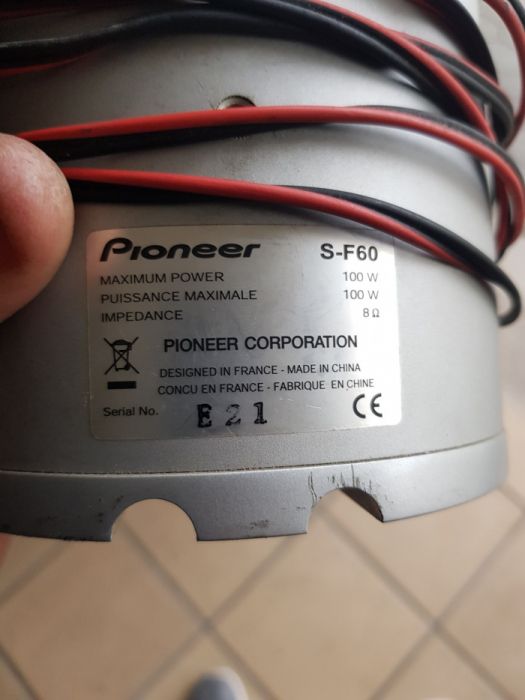 Pioneer S-F60
MAXIMUM POWER 100 W
PUISSANCE MAXIMALE 100 W
IMPEDANCE 8 Ω
PIONEER CORPORATION
DESIGNED IN FRANCE - MADE IN CHINA
CONCU EN FRANCE - FABRIQUE EN CHINE
Serial No. E21 CE